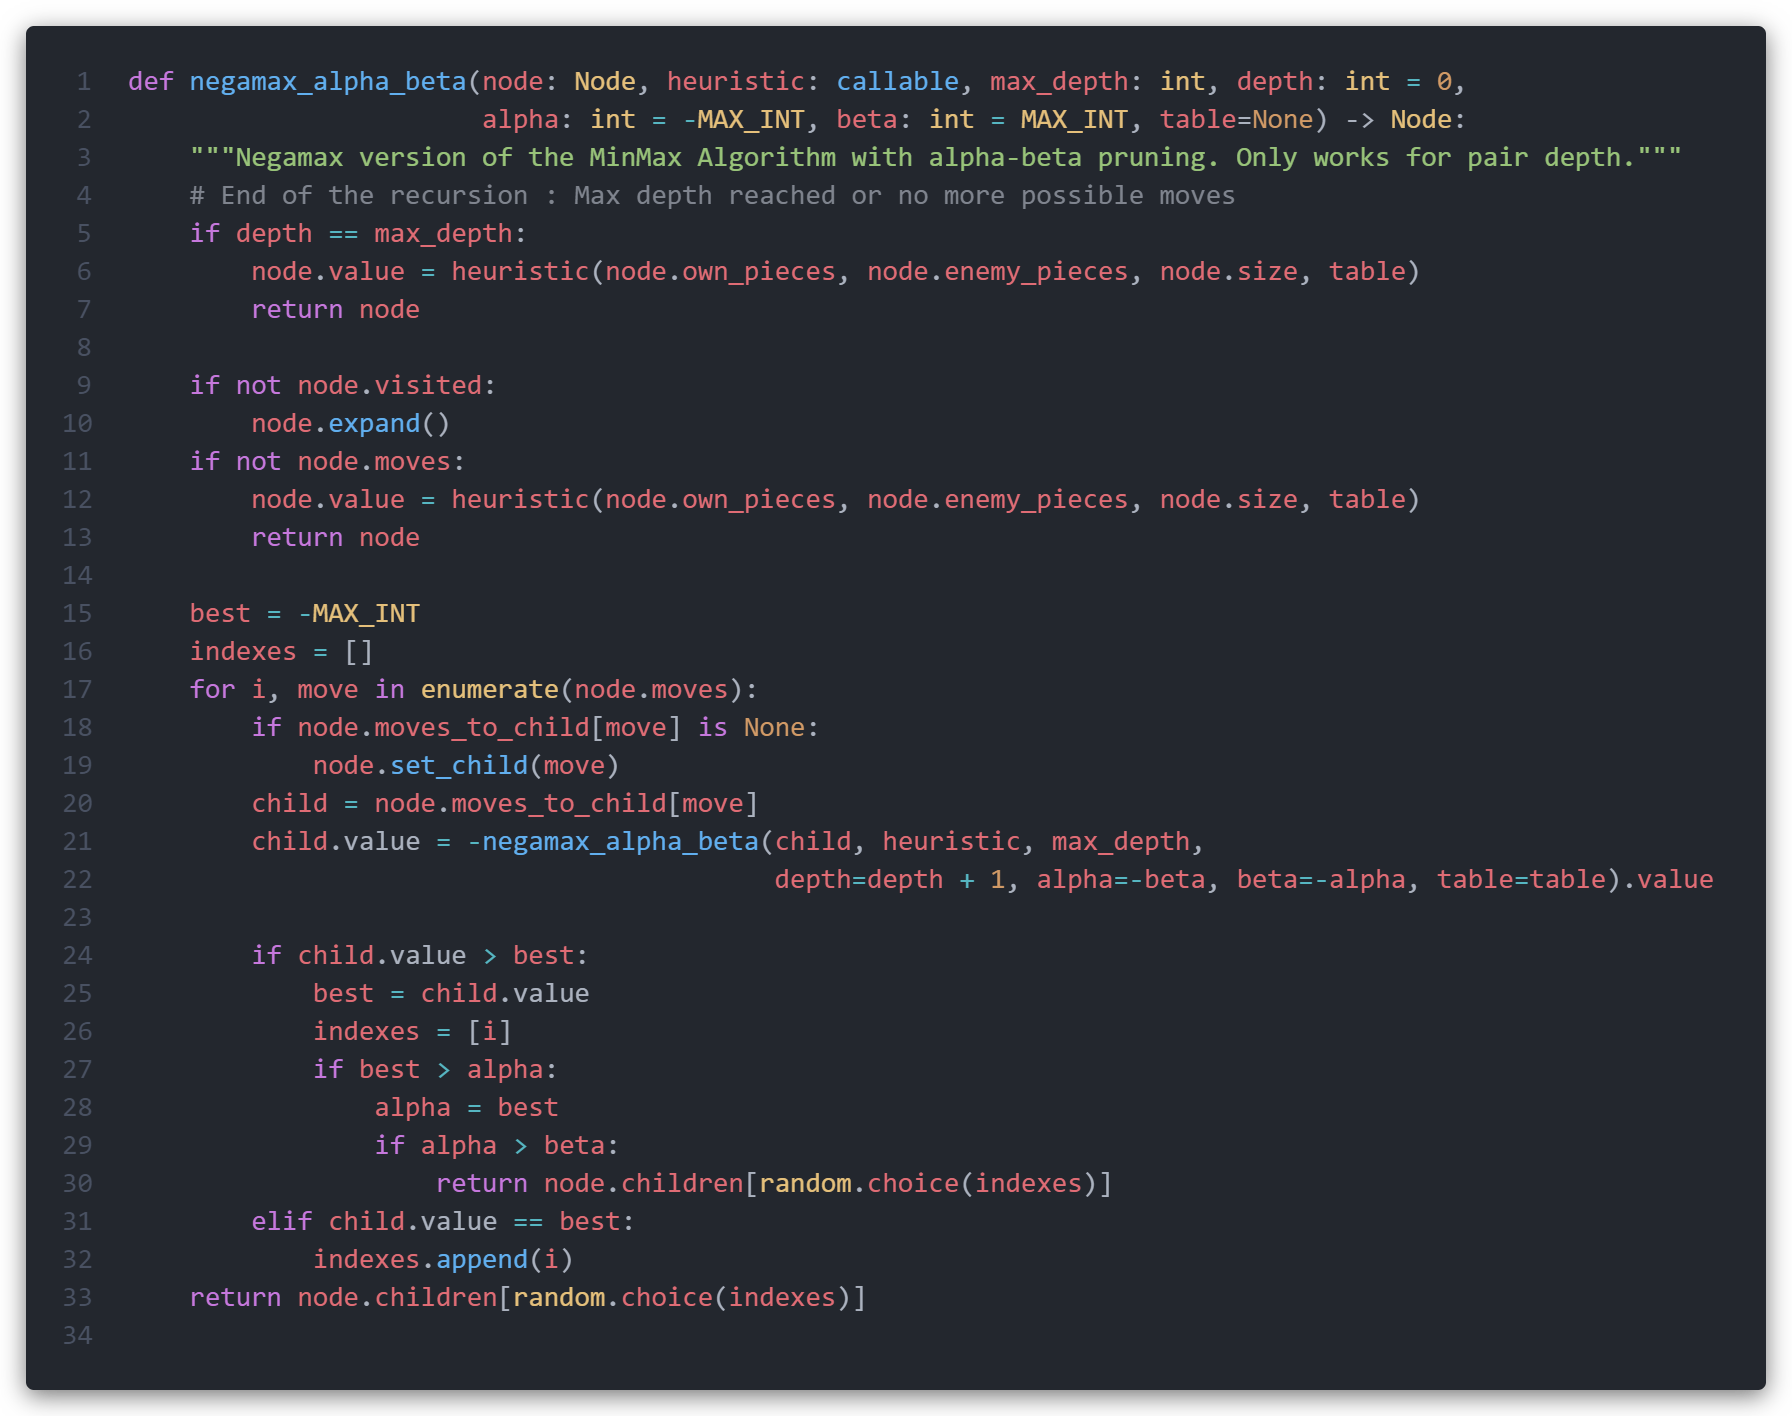 1 def negamax_alpha_beta(node: Node, heuristic: callable, max_depth: int, depth: int = 0,
2                        alpha: int = -MAX_INT, beta: int = MAX_INT, table=None) -> Node:
3     """Negamax version of the MinMax Algorithm with alpha-beta pruning. Only works for pair depth."""
4     # End of the recursion : Max depth reached or no more possible moves
5     if depth == max_depth:
6         node.value = heuristic(node.own_pieces, node.enemy_pieces, node.size, table)
7         return node
8
9     if not node.visited:
10         node.expand()
11     if not node.moves:
12         node.value = heuristic(node.own_pieces, node.enemy_pieces, node.size, table)
13         return node
14
15     best = -MAX_INT
16     indexes = []
17     for i, move in enumerate(node.moves):
18         if node.moves_to_child[move] is None:
19             node.set_child(move)
20         child = node.moves_to_child[move]
21         child.value = -negamax_alpha_beta(child, heuristic, max_depth,
22                                           depth=depth + 1, alpha=-beta, beta=-alpha, table=table).value
23
24         if child.value > best:
25             best = child.value
26             indexes = [i]
27             if best > alpha:
28                 alpha = best
29                 if alpha > beta:
30                     return node.children[random.choice(indexes)]
31         elif child.value == best:
32             indexes.append(i)
33     return node.children[random.choice(indexes)]
34